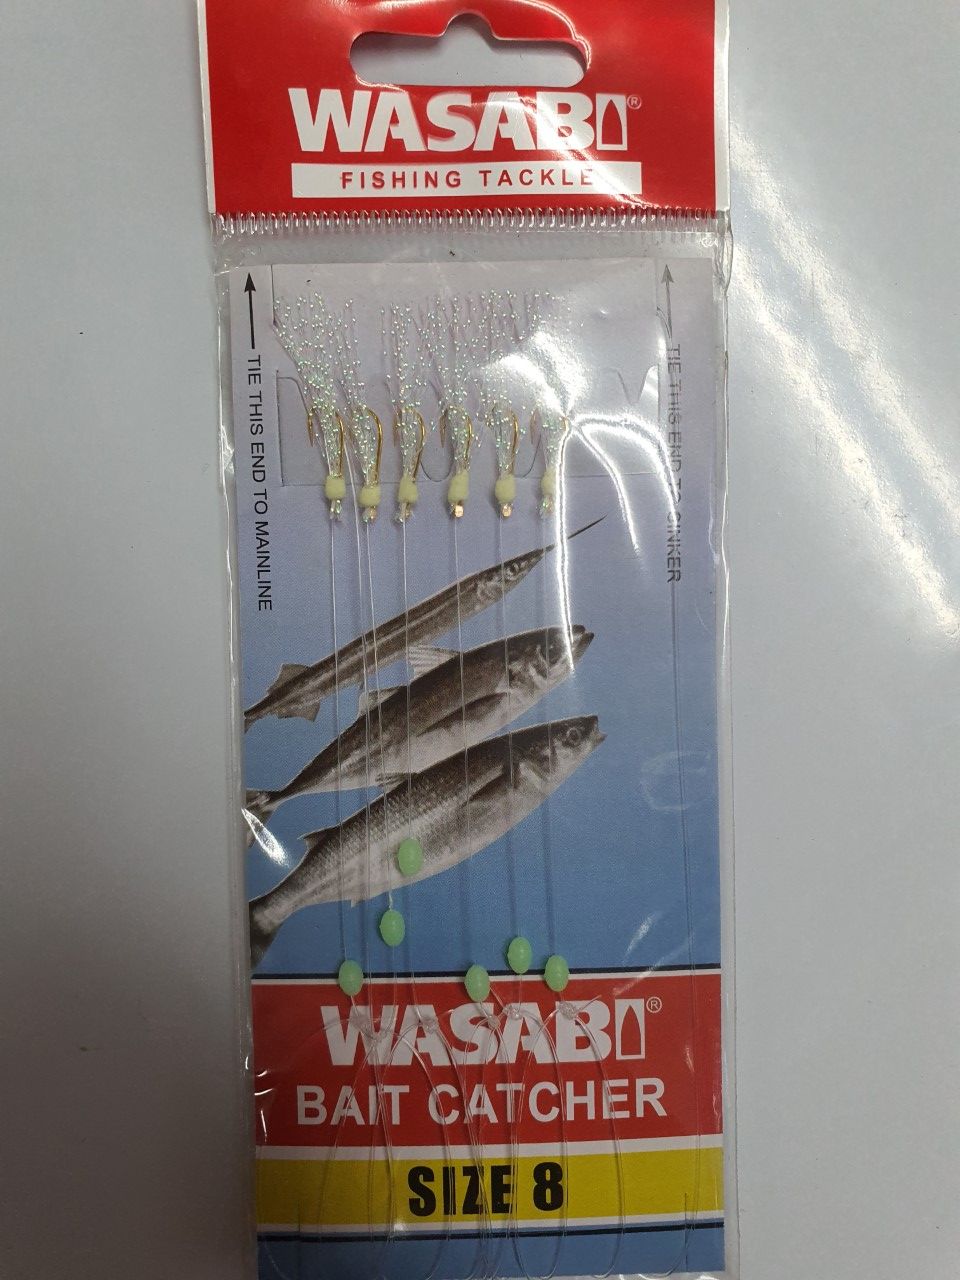 WASABI®
FISHING TACKLE
TIE THIS END TO MAINLINE
TIE THIS END TO SINKER
WASABI®
BAIT CATCHER
SIZE 8